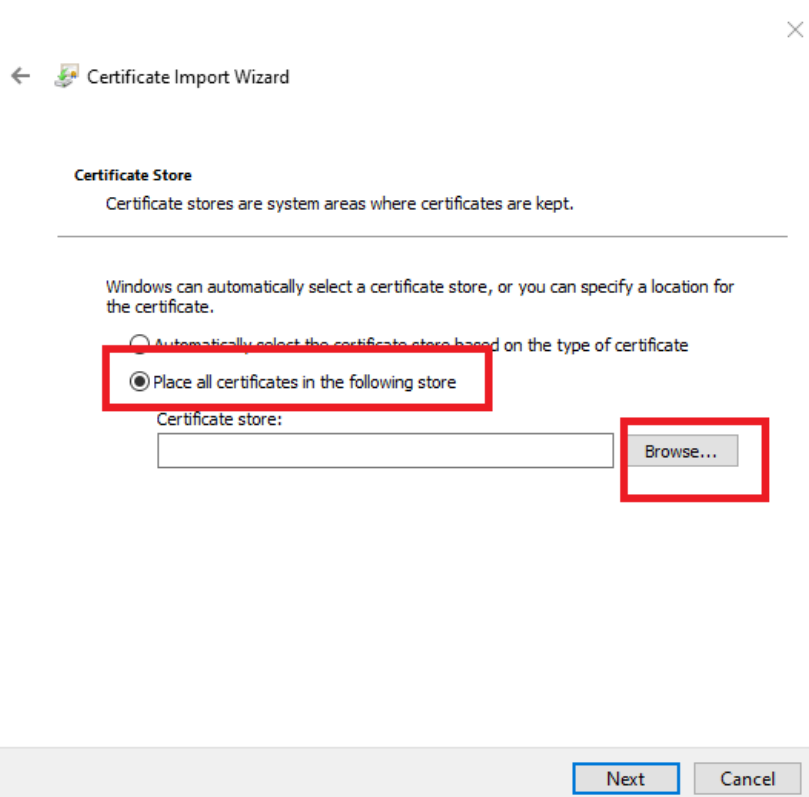 Certificate Import Wizard
Certificate Store
Certificate stores are system areas where certificates are kept.
Windows can automatically select a certificate store, or you can specify a location for
the certificate.
Automatically select the certificate store based on the type of certificate
Place all certificates in the following store
Certificate store:
Browse...
Next
Cancel